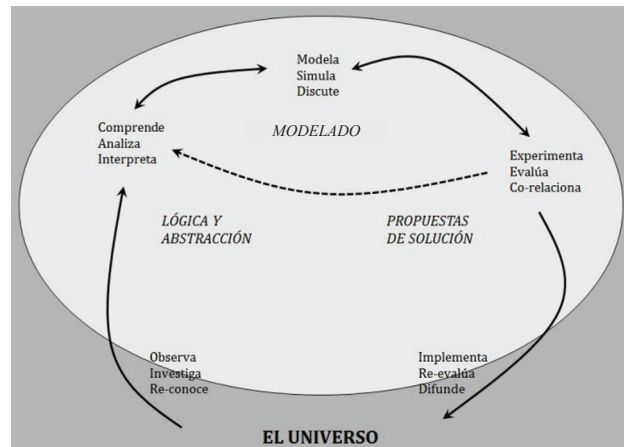 Modela
Simula
Discute
Comprende
Analiza
Interpreta
MODELADO
Experimenta
Evalúa
Co-relaciona
LÓGICA Y
ABSTRACCIÓN
PROPUESTAS
DE SOLUCIÓN
Observa
Investiga
Re-conoce
Implementa
Re-evalúa
Difunde
EL UNIVERSO